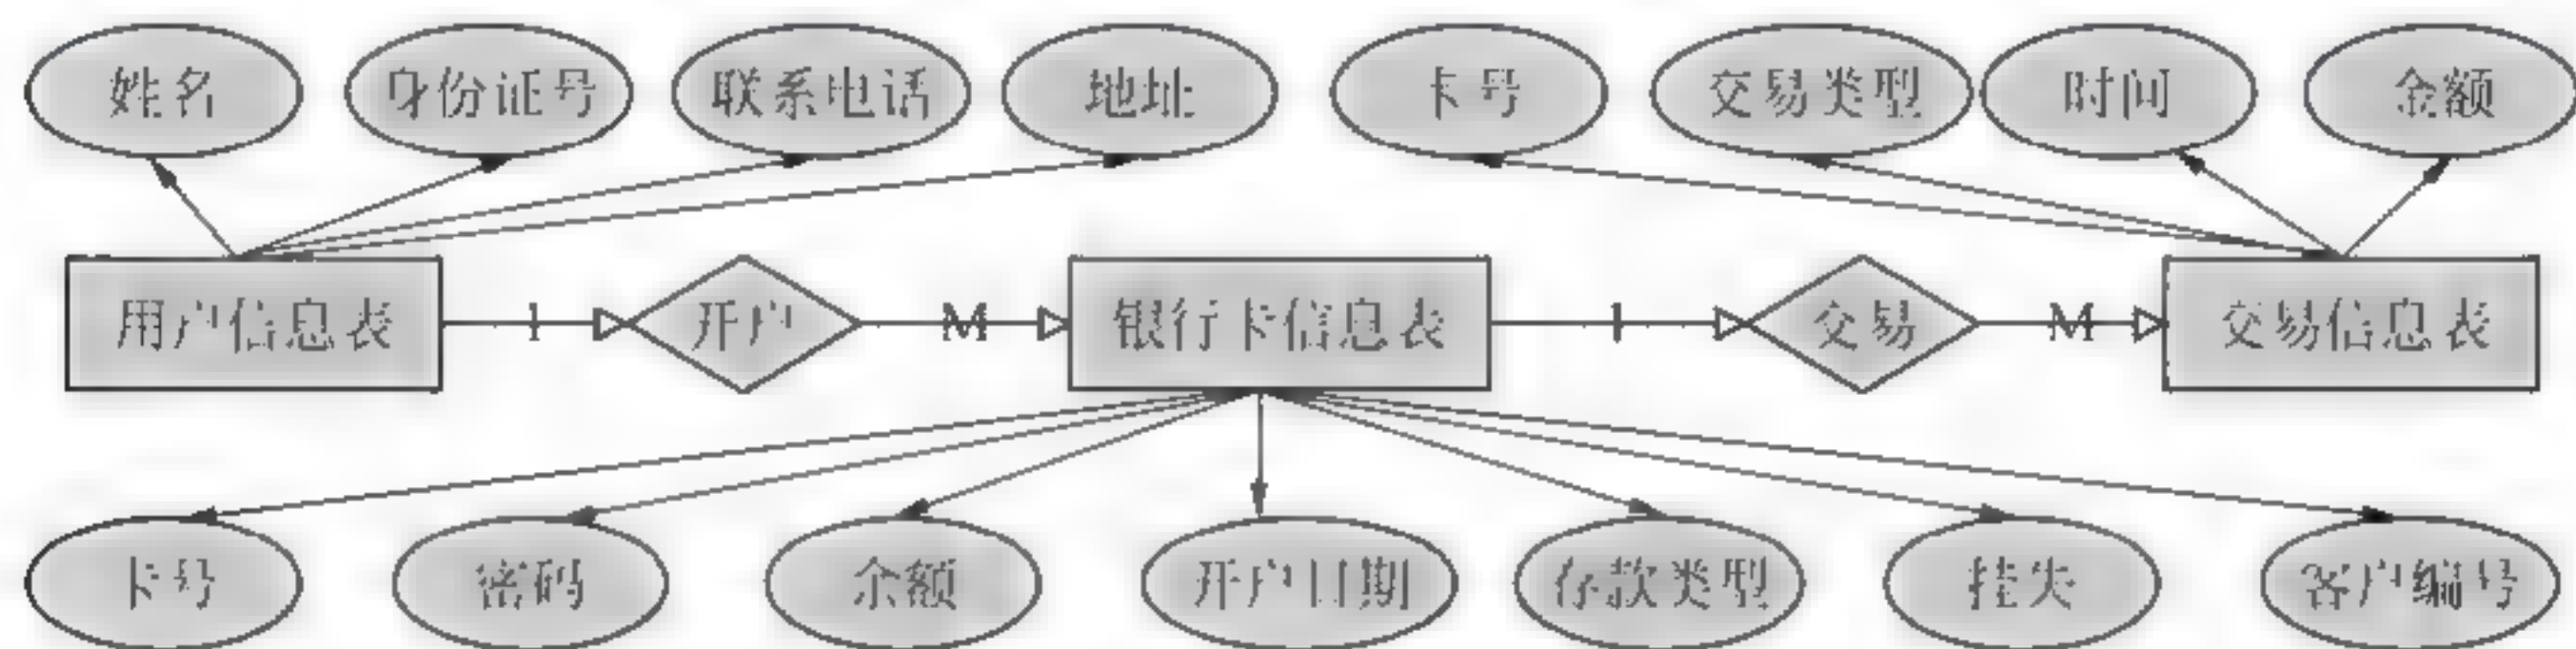 姓名 身份证号 联系电话 地址 卡号 交易类型 时间 金额
用户信息表 1 开户 M 银行卡信息表 1 交易 M 交易信息表
卡号 密码 余额 开户日期 存款类型 挂失 客户编号